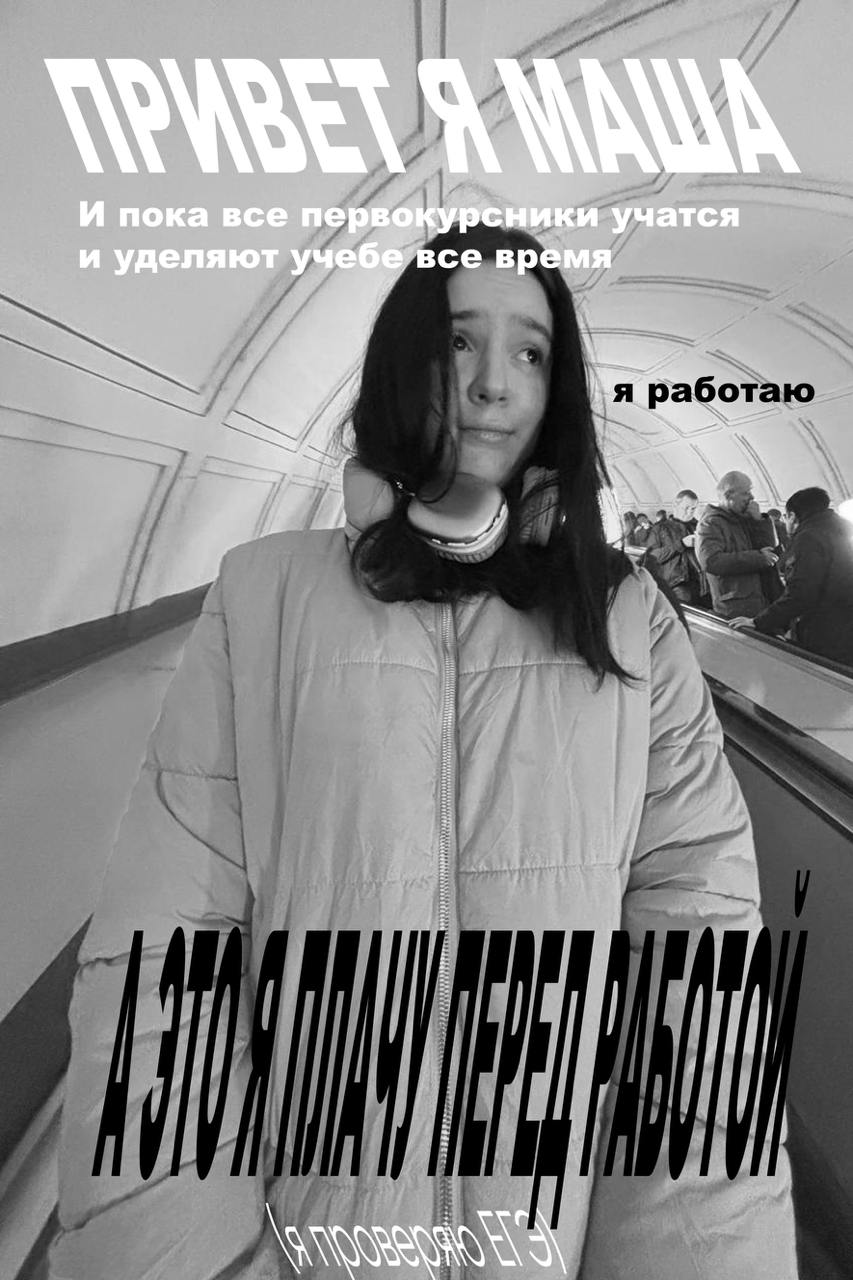 ПРИВЕТ Я МАША
И пока все первокурсники учатся
и уделяют учебе все время
я работаю
А ЭТО Я ПЛАЧУ ПЕРЕД РАБОТОЙ
(я проверяю ЕГЭ)